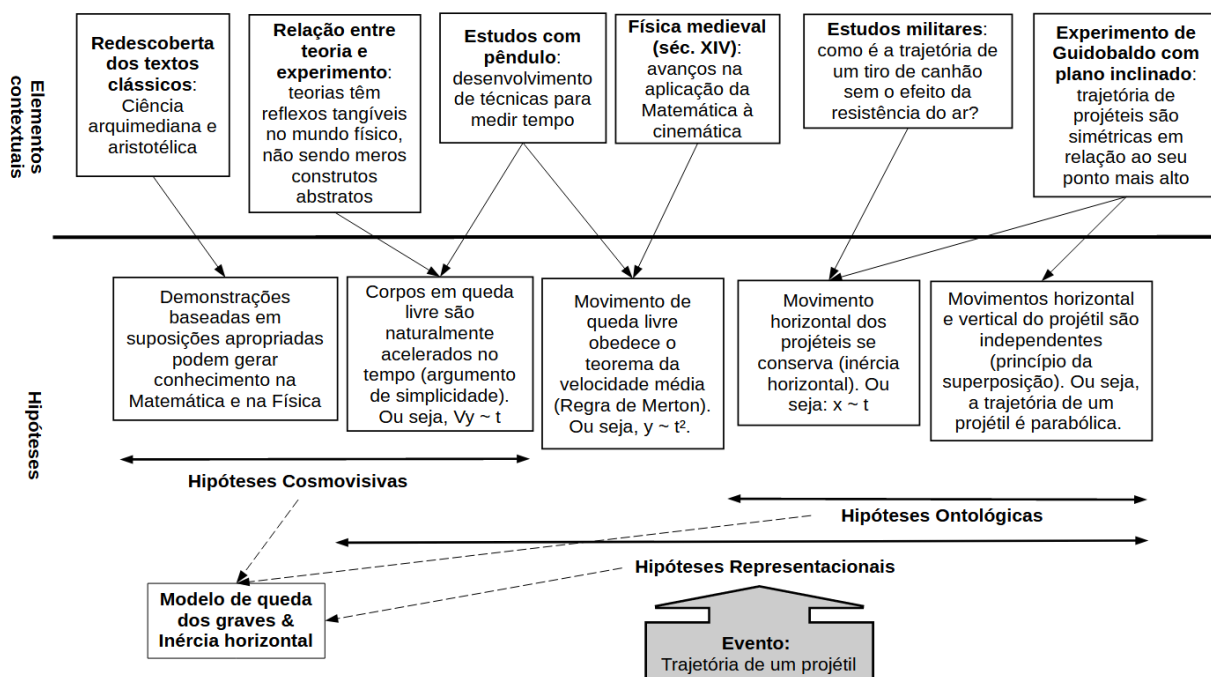 Elementos
contextuais
Redescoberta
dos textos
clássicos:
Ciência
arquimediana e
aristotélica
Relação entre
teoria e
experimento:
teorias têm
reflexos tangíveis
no mundo físico,
não sendo meros
construtos
abstratos
Estudos com
pêndulo:
desenvolvimento
de técnicas para
medir tempo
Física medieval
(séc. XIV):
avanços na
aplicação da
Matemática à
cinemática
Estudos militares:
como é a trajetória de
um tiro de canhão
sem o efeito da
resistência do ar?
Experimento de
Guidobaldo com
plano inclinado:
trajetória de
projéteis são
simétricas em
relação ao seu
ponto mais alto
Hipóteses
Demonstrações
baseadas em
suposições apropriadas
podem gerar
conhecimento na
Matemática e na Física
Corpos em queda
livre são
naturalmente
acelerados no
tempo (argumento
de simplicidade).
Ou seja, Vy ~ t
Movimento de
queda livre
obedece o
teorema da
velocidade média
(Regra de Merton).
Ou seja, y ~ t².
Movimento
horizontal dos
projéteis se
conserva (inércia
horizontal). Ou
seja: x ~ t
Movimentos horizontal
e vertical do projétil são
independentes
(princípio da
superposição). Ou seja,
a trajetória de um
projétil é parabólica.
Hipóteses Cosmovisivas
Hipóteses Ontológicas
Hipóteses Representacionais
Modelo de queda
dos graves &
Inércia horizontal
Evento:
Trajetória de um projétil